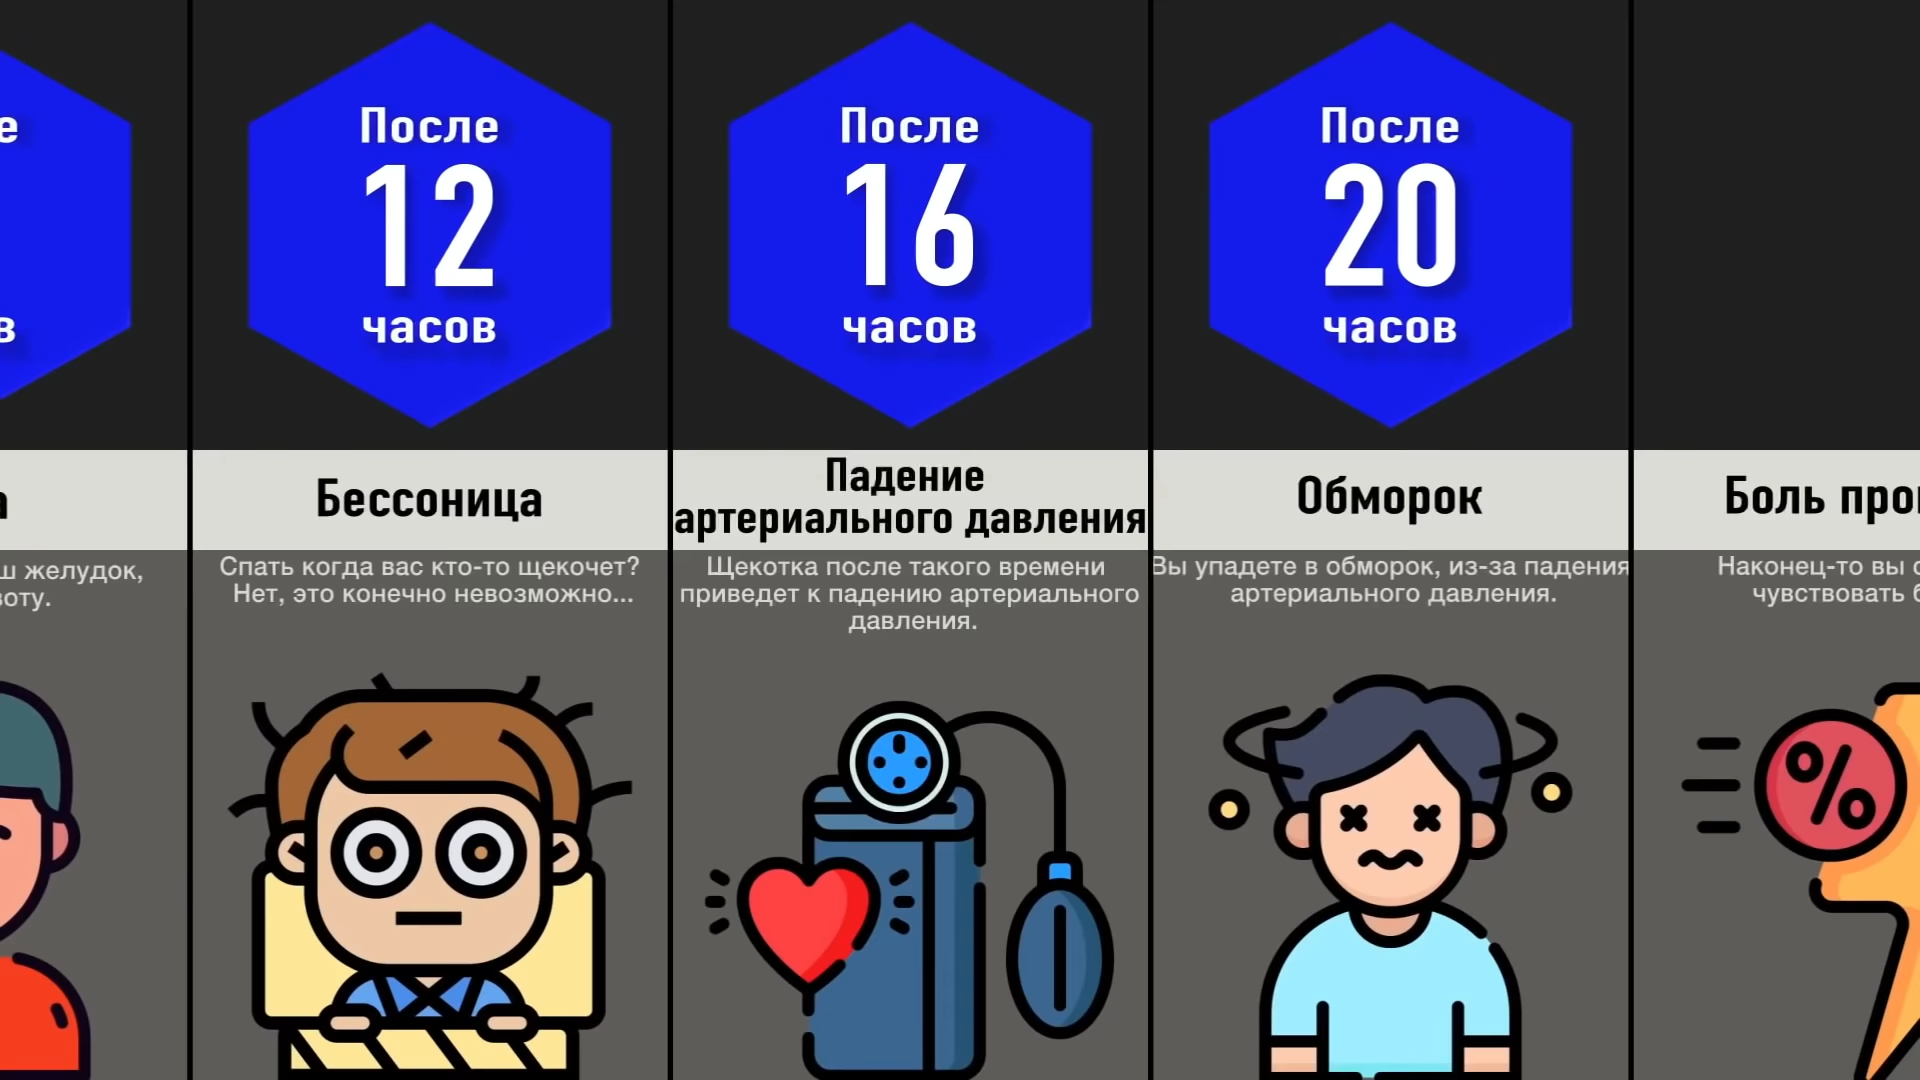 После
12
часов
Бессоница
Спать когда вас кто-то щекочет?
Нет, это конечно невозможно...
После
16
часов
Падение
артериального давления
Щекотка после такого времени
приведет к падению артериального
давления.
После
20
часов
Обморок
Вы упадете в обморок, из-за падения
артериального давления.
желудок,
Боль
Наконец-то вы
чувствовать
%